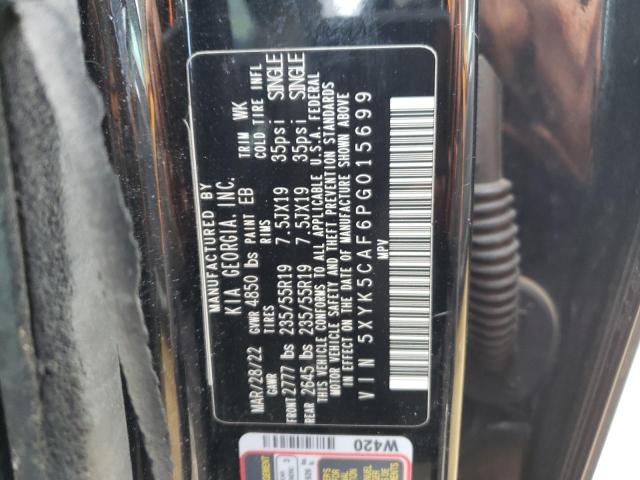 MANUFACTURED BY
KIA GEORGIA, INC.
MAR/28/22 GVWR 4850 lbs PAINT EB TRIM WK
GAWR TIRES RIMS COLD TIRE INFL
FRONT 2777 lbs 235/55R19 7.5JX19 35psi SINGLE
REAR 2645 lbs 235/55R19 7.5JX19 35psi SINGLE
THIS VEHICLE CONFORMS TO ALL APPLICABLE U.S.A. FEDERAL
MOTOR VEHICLE SAFETY AND THEFT PREVENTION STANDARDS
IN EFFECT ON THE DATE OF MANUFACTURE SHOWN ABOVE
VIN 5XYK5CAF6PG015699
MPV
W420